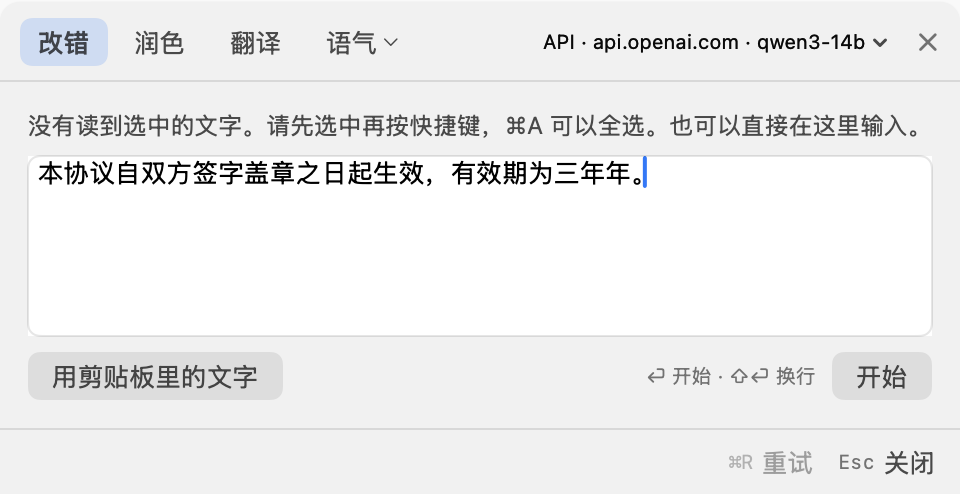 改错 润色 翻译 语气 API · api.openai.com · qwen3-14b
没有读到选中的文字。请先选中再按快捷键，⌘A 可以全选。也可以直接在这里输入。
本协议自双方签字盖章之日起生效，有效期为三年年。
用剪贴板里的文字 ↩ 开始 · ⇧↩ 换行 开始
⌘R 重试 Esc 关闭